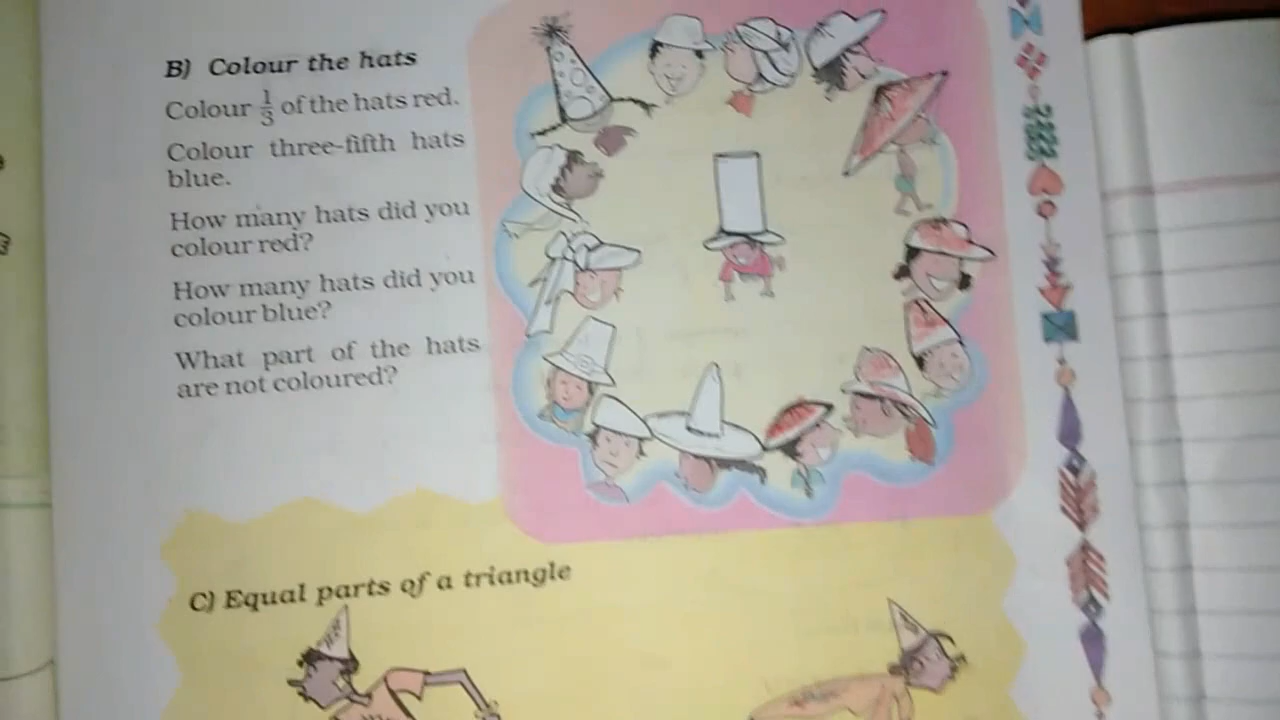 B) Colour the hats
Colour 1/3 of the hats red.
Colour three-fifth hats
blue.
How many hats did you
colour red?
How many hats did you
colour blue?
What part of the hats
are not coloured?
C) Equal parts of a triangle